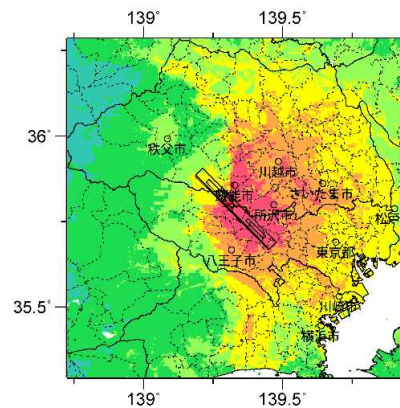 139˚
139.5˚
36˚
秩父市
川越市
飯能市
さいたま市
所沢市
松戸
東京都
八王子市
35.5˚
川崎市
横浜市
139˚
139.5˚